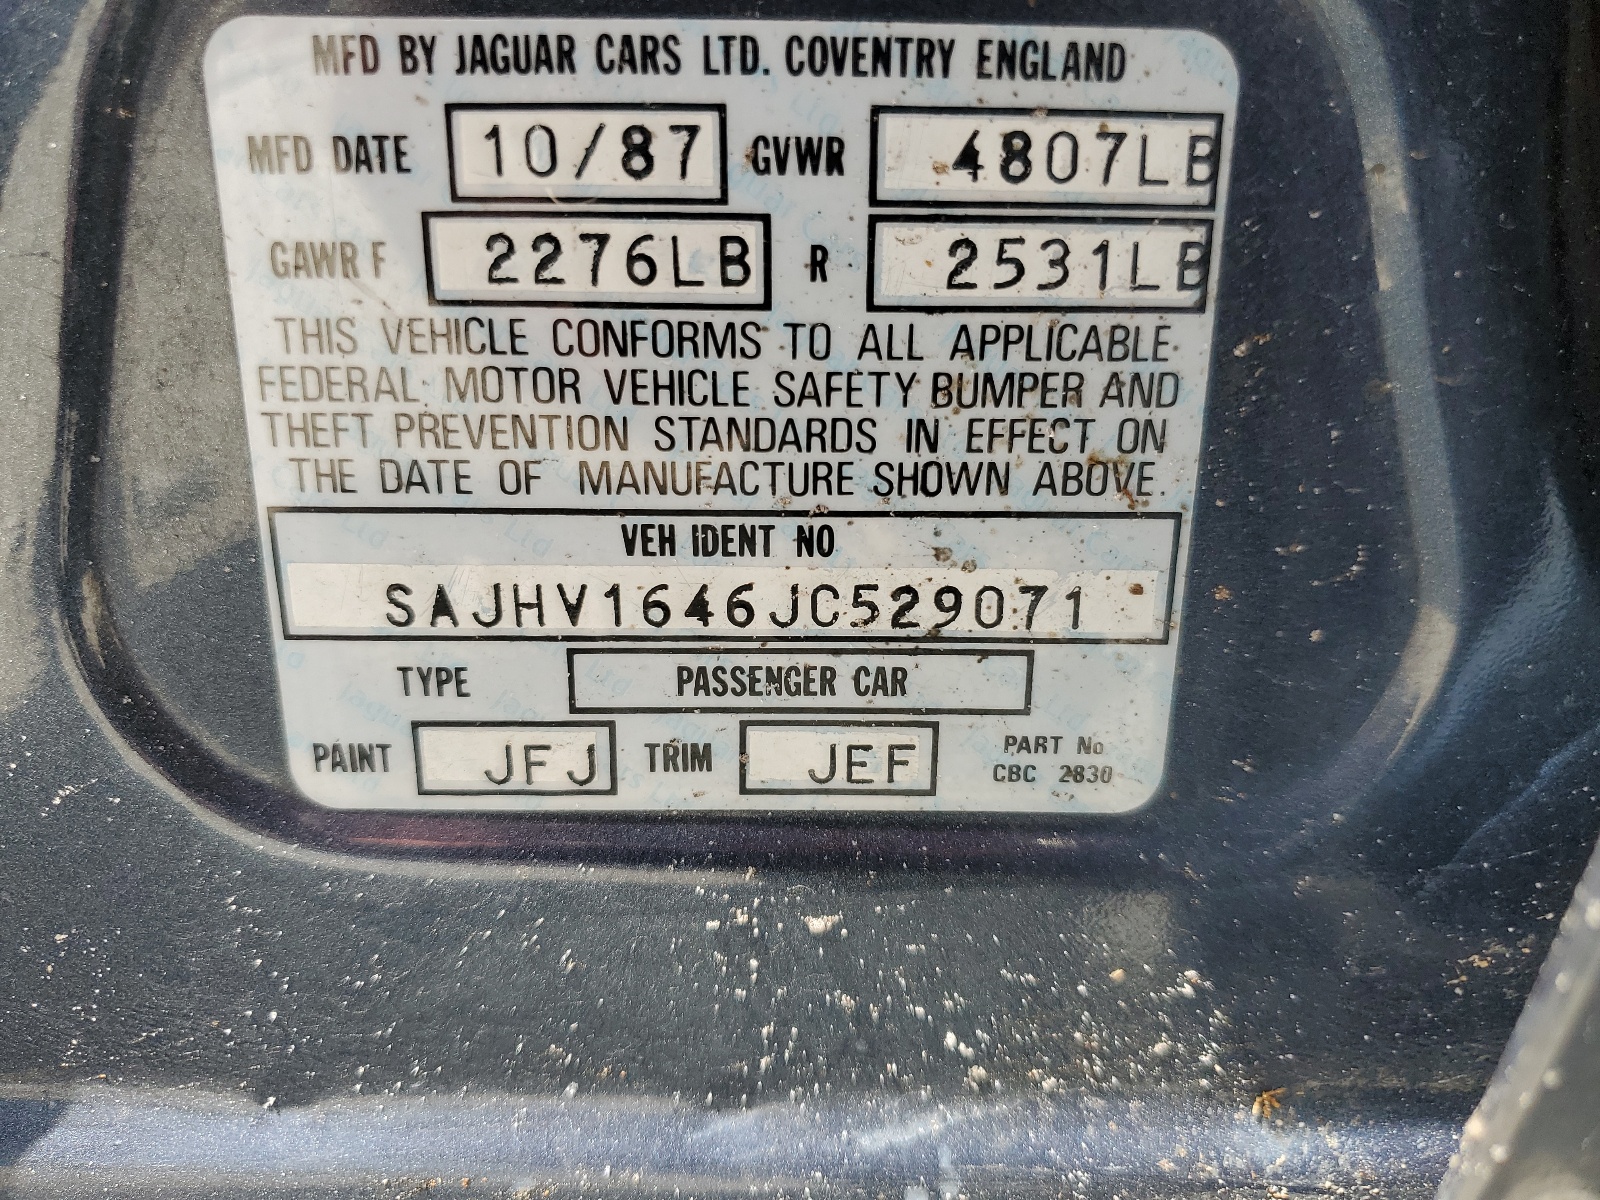 MFD BY JAGUAR CARS LTD. COVENTRY ENGLAND
MFD DATE 10/87 GVWR 4807LB
GAWR F 2276LB R 2531LB
THIS VEHICLE CONFORMS TO ALL APPLICABLE
FEDERAL MOTOR VEHICLE SAFETY BUMPER AND
THEFT PREVENTION STANDARDS IN EFFECT ON
THE DATE OF MANUFACTURE SHOWN ABOVE.
VEH IDENT NO
SAJHV1646JC529071
TYPE PASSENGER CAR
PAINT JFJ TRIM JEF PART No
CBC 2830